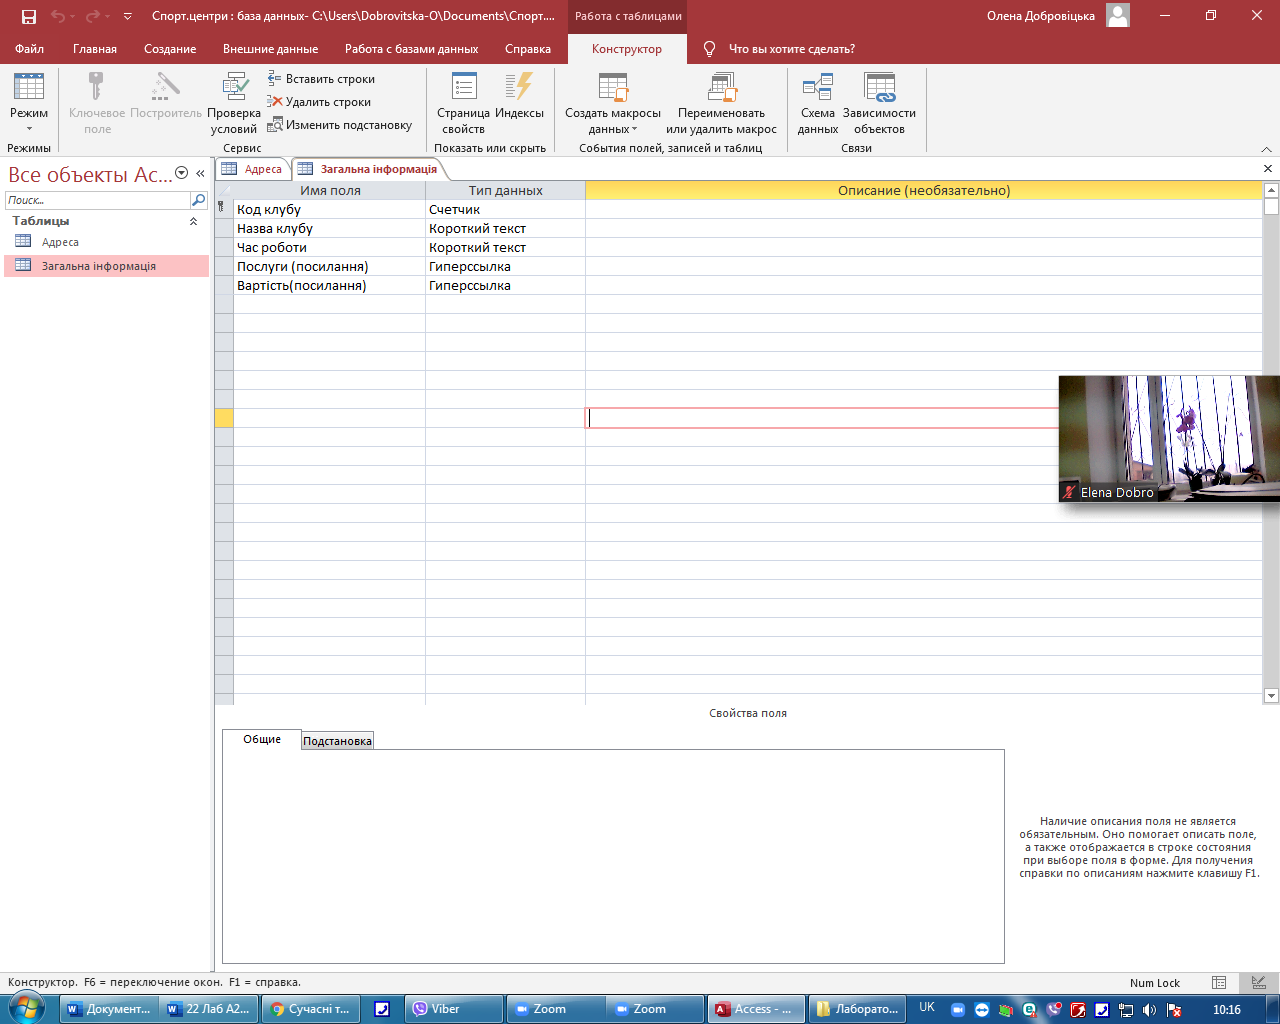 Спорт.центри : база данных- C:\Users\Dobrovitska-O\Documents\Спорт....
Работа с таблицами
Олена Добровіцька
Файл
Главная
Создание
Внешние данные
Работа с базами данных
Справка
Конструктор
Что вы хотите сделать?
Режим
Режимы
Ключевое поле
Построитель
Проверка условий
Вставить строки
Удалить строки
Изменить подстановку
Сервис
Страница свойств
Индексы
Показать или скрыть
Создать макросы данных
Переименовать или удалить макрос
События полей, записей и таблиц
Схема данных
Зависимости объектов
Связи
Все объекты Ac...
Поиск...
Таблицы
Адреса
Загальна інформація
Адреса
Загальна інформація
Имя поля
Тип данных
Описание (необязательно)
Код клубу
Счетчик
Назва клубу
Короткий текст
Час роботи
Короткий текст
Послуги (посилання)
Гиперссылка
Вартість(посилання)
Гиперссылка
Elena Dobro
Свойства поля
Общие
Подстановка
Наличие описания поля не является
обязательным. Оно помогает описать поле,
а также отображается в строке состояния
при выборе поля в форме. Для получения
справки по описаниям нажмите клавишу F1.
Конструктор. F6 = переключение окон. F1 = справка.
Num Lock
Документ...
22 Лаб А2...
Сучасні т...
Viber
Zoom
Zoom
Access - ...
Лаборато...
UK
10:16